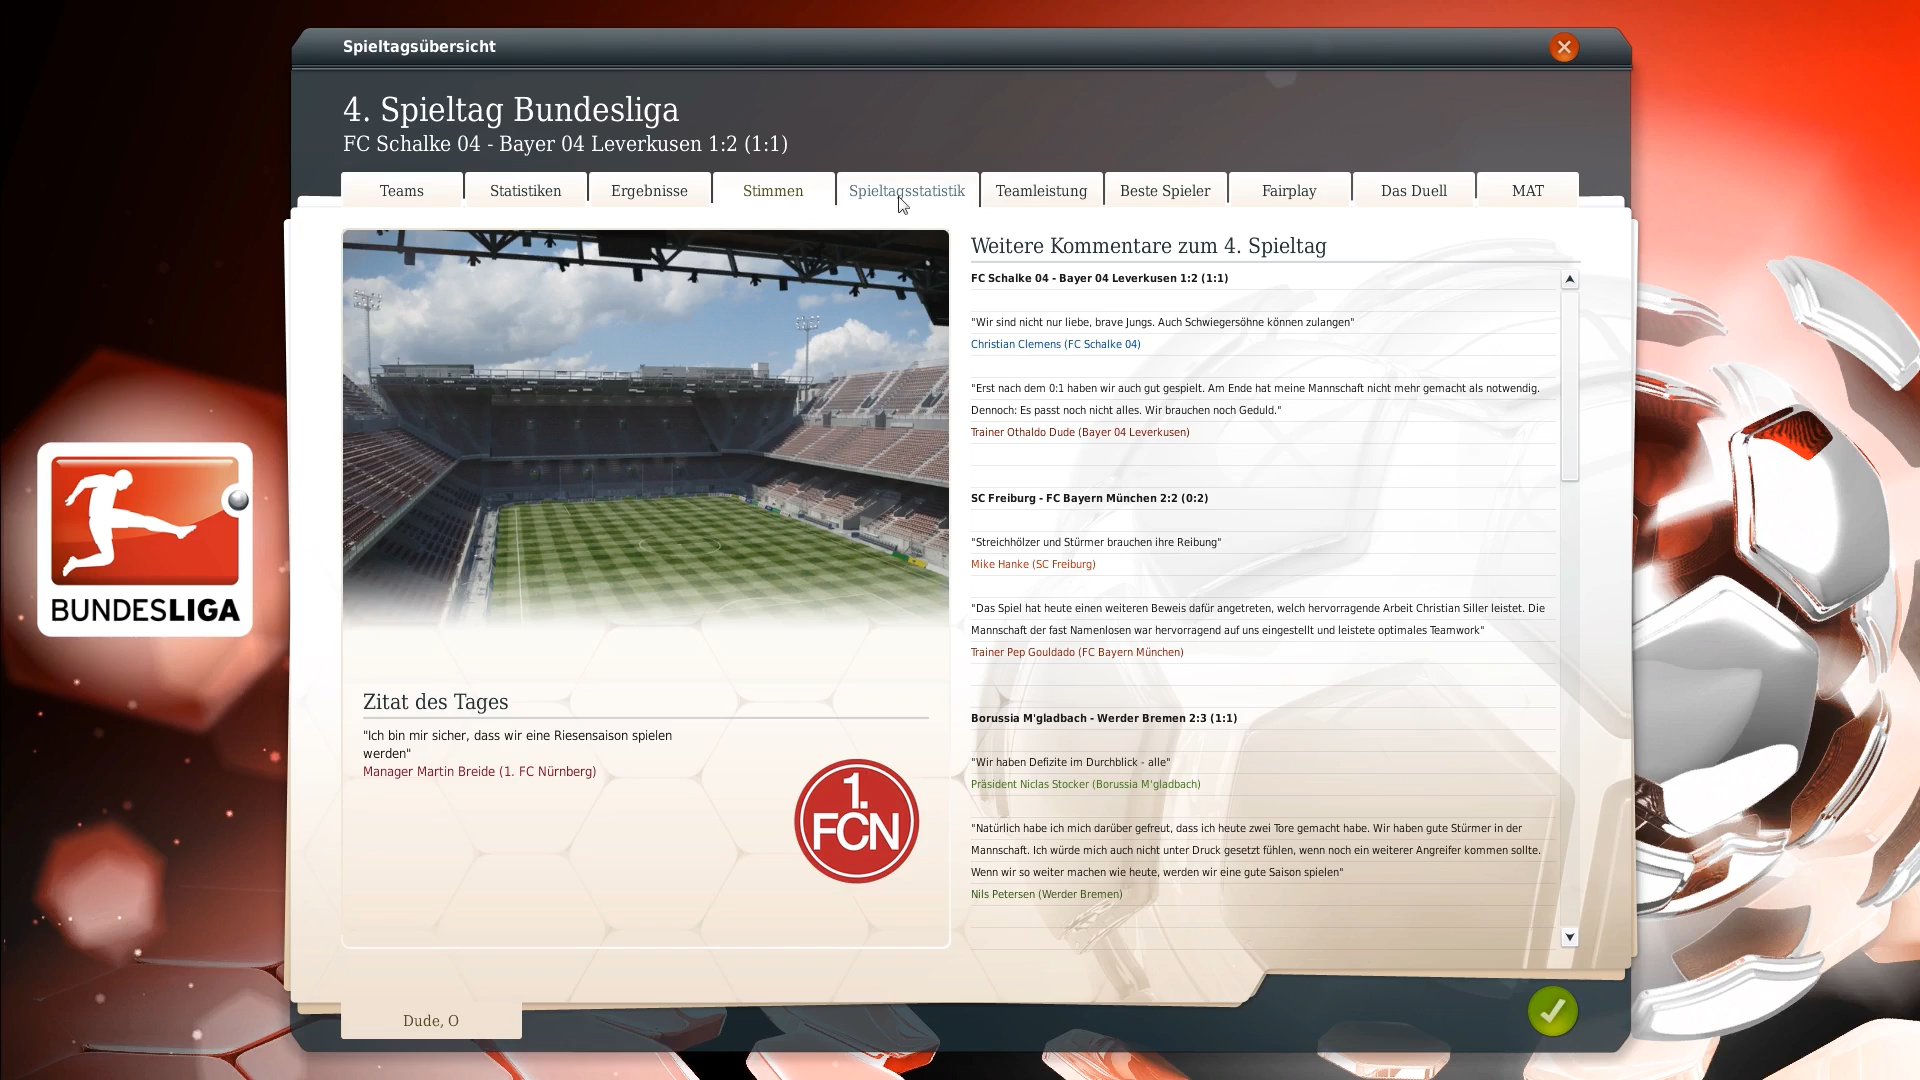 Spieltagsübersicht
4. Spieltag Bundesliga
FC Schalke 04 - Bayer 04 Leverkusen 1:2 (1:1)
Teams
Statistiken
Ergebnisse
Stimmen
Spieltagsstatistik
Teamleistung
Beste Spieler
Fairplay
Das Duell
MAT
BUNDESLIGA
Zitat des Tages
"Ich bin mir sicher, dass wir eine Riesensaison spielen
werden"
Manager Martin Breide (1. FC Nürnberg)
1.
FCN
Weitere Kommentare zum 4. Spieltag
FC Schalke 04 - Bayer 04 Leverkusen 1:2 (1:1)
"Wir sind nicht nur liebe, brave Jungs. Auch Schwiegersöhne können zulangen"
Christian Clemens (FC Schalke 04)
"Erst nach dem 0:1 haben wir auch gut gespielt. Am Ende hat meine Mannschaft nicht mehr gemacht als notwendig.
Dennoch: Es passt noch nicht alles. Wir brauchen noch Geduld."
Trainer Othaldo Dude (Bayer 04 Leverkusen)
SC Freiburg - FC Bayern München 2:2 (0:2)
"Streichhölzer und Stürmer brauchen ihre Reibung"
Mike Hanke (SC Freiburg)
"Das Spiel hat heute einen weiteren Beweis dafür angetreten, welch hervorragende Arbeit Christian Siller leistet. Die
Mannschaft der fast Namenlosen war hervorragend auf uns eingestellt und leistete optimales Teamwork"
Trainer Pep Gouldado (FC Bayern München)
Borussia M'gladbach - Werder Bremen 2:3 (1:1)
"Wir haben Defizite im Durchblick - alle"
Präsident Niclas Stocker (Borussia M'gladbach)
"Natürlich habe ich mich darüber gefreut, dass ich heute zwei Tore gemacht habe. Wir haben gute Stürmer in der
Mannschaft. Ich würde mich auch nicht unter Druck gesetzt fühlen, wenn noch ein weiterer Angreifer kommen sollte.
Wenn wir so weiter machen wie heute, werden wir eine gute Saison spielen"
Nils Petersen (Werder Bremen)
Dude, O